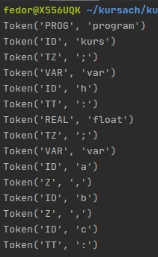 fedor@X556UQK ~/kursach/ku
Token('PROG', 'program')
Token('ID', 'kurs')
Token('TZ', ';')
Token('VAR', 'var')
Token('ID', 'h')
Token('TT', ':')
Token('REAL', 'float')
Token('TZ', ';')
Token('VAR', 'var')
Token('ID', 'a')
Token('Z', ',')
Token('ID', 'b')
Token('Z', ',')
Token('ID', 'c')
Token('TT', ':')